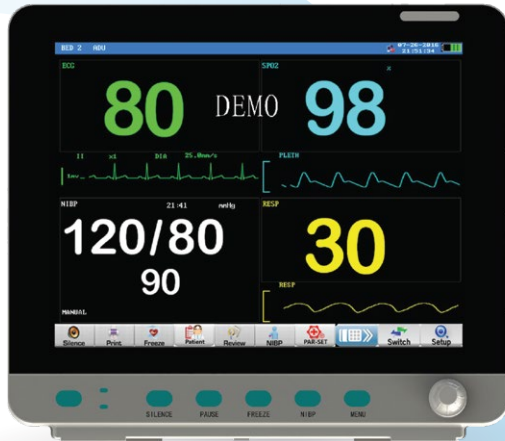 BED 2 ADU 07-26-2016
21:51:34
ECG SPO2
80 DEMO 98
II x1 DIA 25.0mm/s PLETH
1mv
NIBP 21:41 mmHg RESP
120/80 30
90
RESP
MANUAL
Silence Print Freeze Patient Review NIBP PAR-SET Switch Setup
SILENCE PAUSE FREEZE NIBP MENU